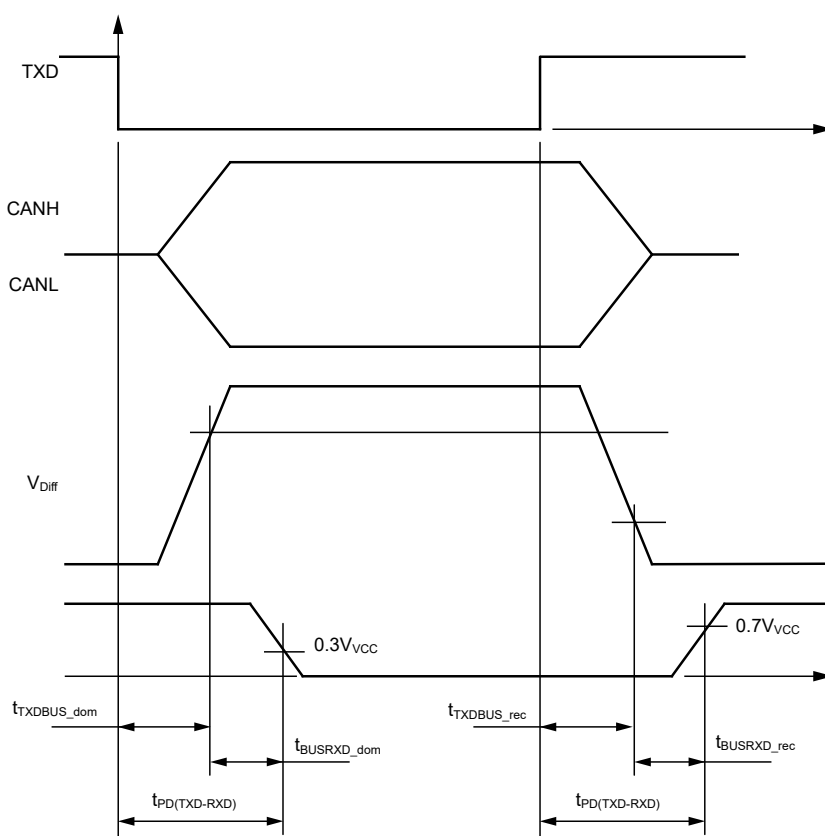 TXD
CANH
CANL
VDiff
0.3VVCC
0.7VVCC
tTXDBUS_dom
tTXDBUS_rec
tBUSRXD_dom
tBUSRXD_rec
tPD(TXD-RXD)
tPD(TXD-RXD)